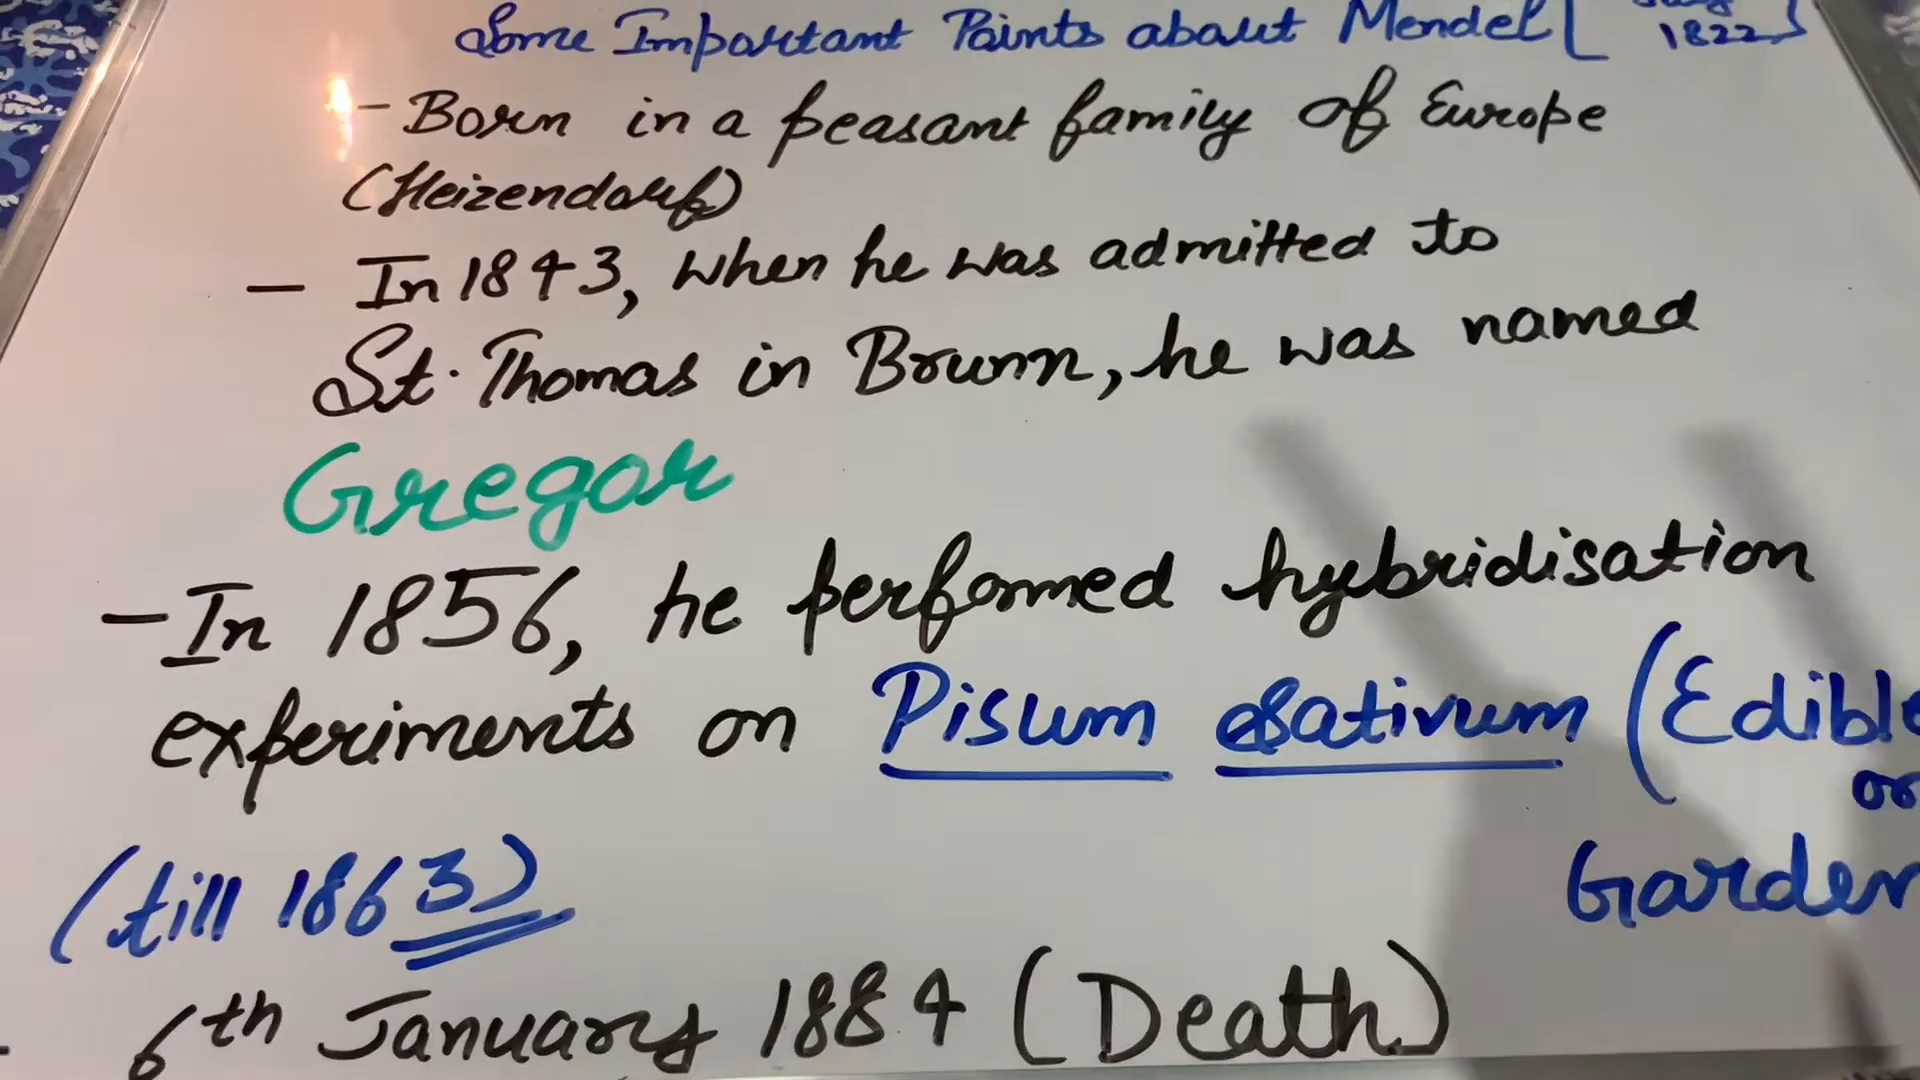 Some Important Points about Mendel [ 1822 ]
- Born in a peasant family of Europe
(Heizendorf)
- In 1843, when he was admitted to
St. Thomas in Brunn, he was named
Gregor
- In 1856, he performed hybridisation
experiments on Pisum sativum (Edible
or
(till 1863)
Garden
- 6th January 1884 (Death)